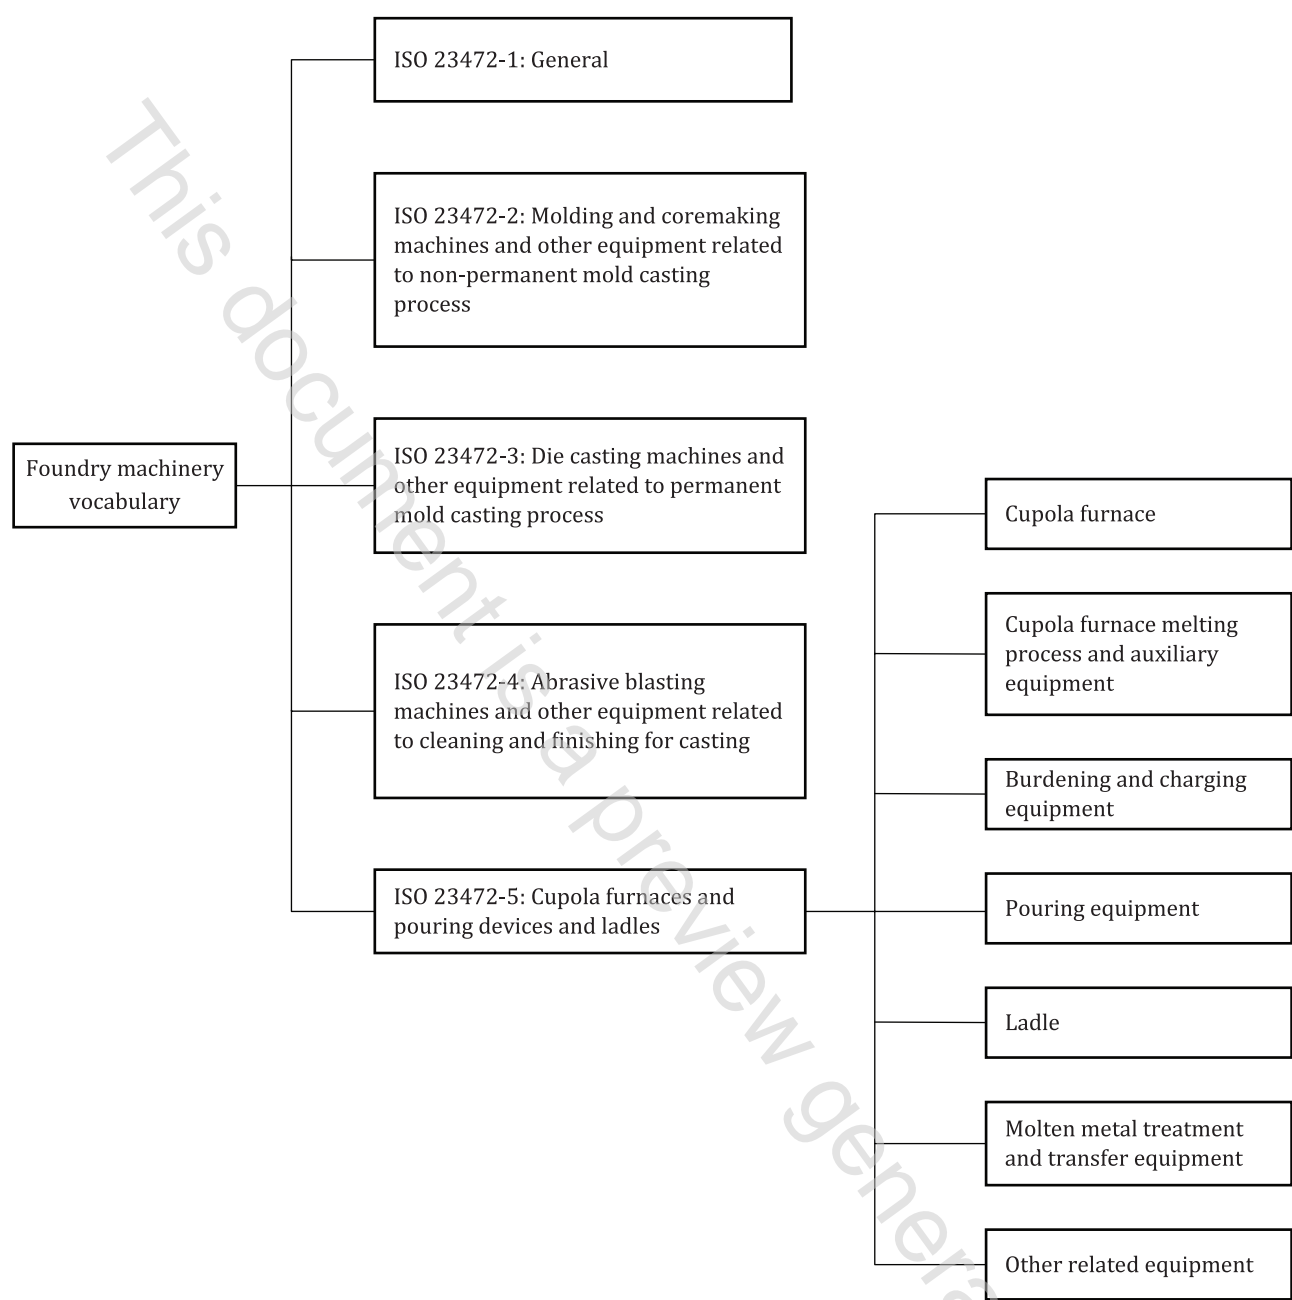 ISO 23472-1: General
ISO 23472-2: Molding and coremaking
machines and other equipment related
to non-permanent mold casting
process
Foundry machinery
vocabulary
ISO 23472-3: Die casting machines and
other equipment related to permanent
mold casting process
ISO 23472-4: Abrasive blasting
machines and other equipment related
to cleaning and finishing for casting
ISO 23472-5: Cupola furnaces and
pouring devices and ladles
Cupola furnace
Cupola furnace melting
process and auxiliary
equipment
Burdening and charging
equipment
Pouring equipment
Ladle
Molten metal treatment
and transfer equipment
Other related equipment
This document is a preview genera